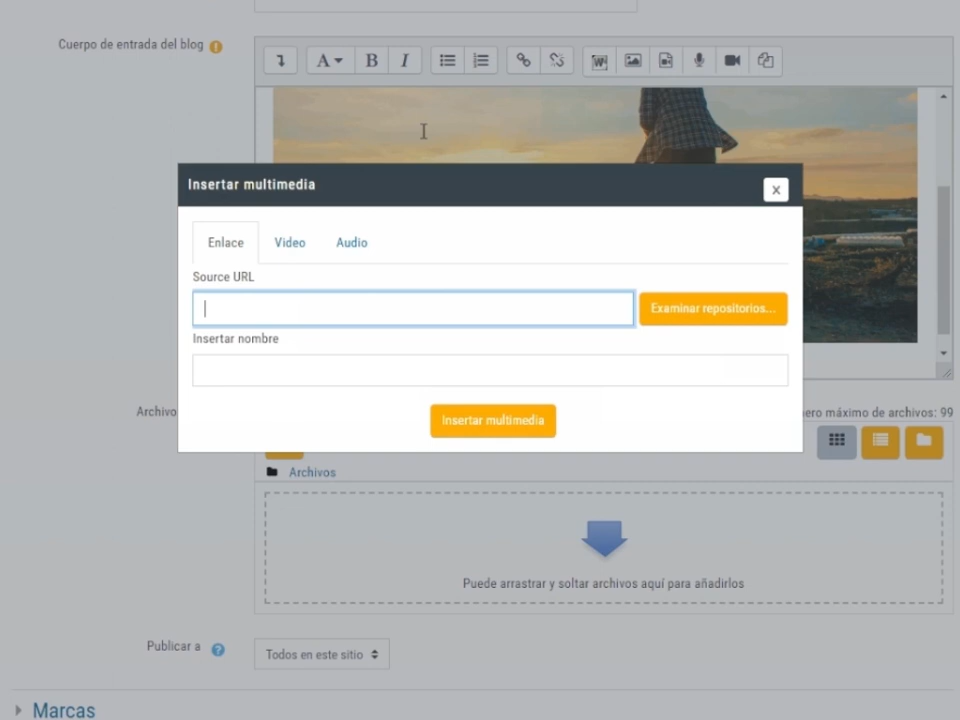 Cuerpo de entrada del blog
A B I
Insertar multimedia
x
Enlace Video Audio
Source URL
Examinar repositorios...
Insertar nombre
Insertar multimedia
Archivo
ero máximo de archivos: 99
Archivos
Puede arrastrar y soltar archivos aquí para añadirlos
Publicar a ?
Todos en este sitio
Marcas